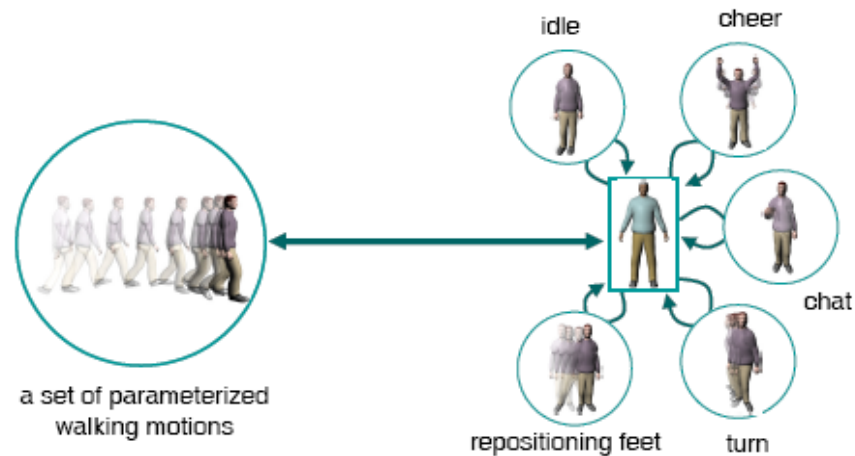 idle
cheer
chat
a set of parameterized
walking motions
repositioning feet
turn